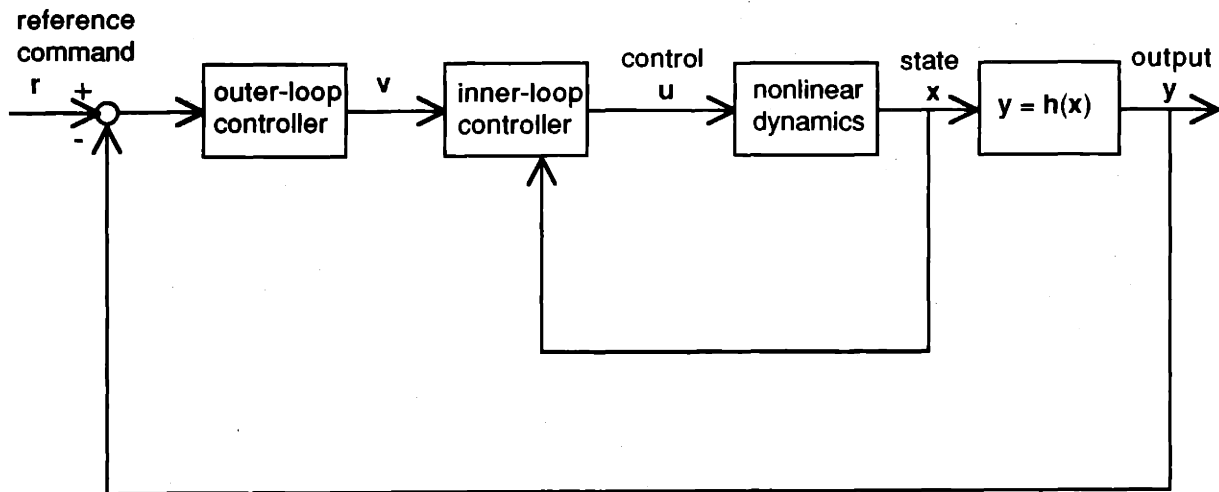 reference
command
r
+
-
outer-loop
controller
v
inner-loop
controller
control
u
nonlinear
dynamics
state
x
y = h(x)
output
y